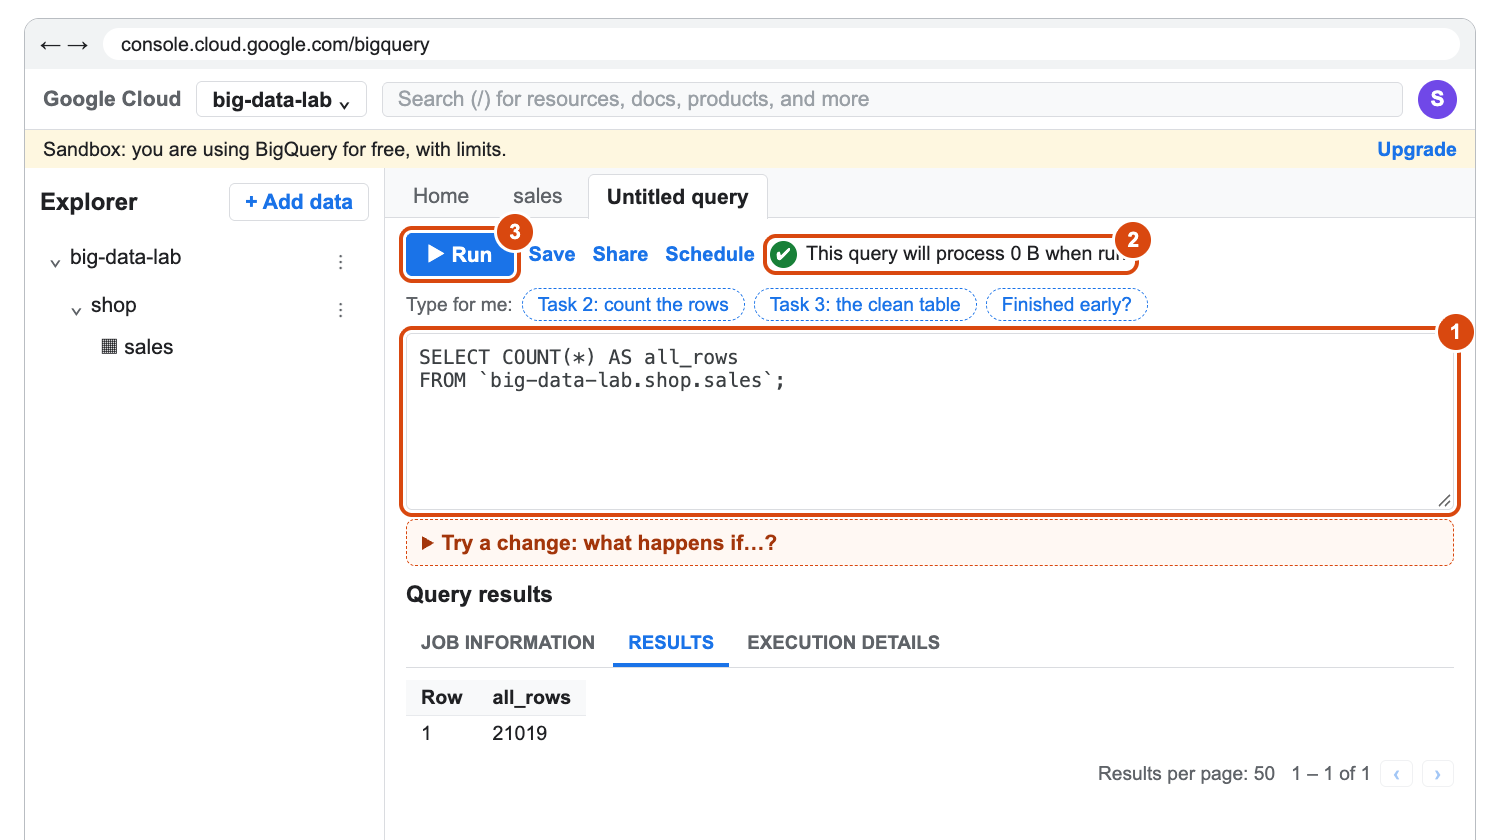 console.cloud.google.com/bigquery
Google Cloud
big-data-lab
Search (/) for resources, docs, products, and more
S
Sandbox: you are using BigQuery for free, with limits.
Upgrade
Explorer
+ Add data
big-data-lab
shop
sales
Home
sales
Untitled query
Run
3
Save
Share
Schedule
This query will process 0 B when run.
2
Type for me:
Task 2: count the rows
Task 3: the clean table
Finished early?
1
SELECT COUNT(*) AS all_rows
FROM `big-data-lab.shop.sales`;
Try a change: what happens if…?
Query results
JOB INFORMATION
RESULTS
EXECUTION DETAILS
Row all_rows
1 21019
Results per page: 50 1 – 1 of 1 ‹ ›